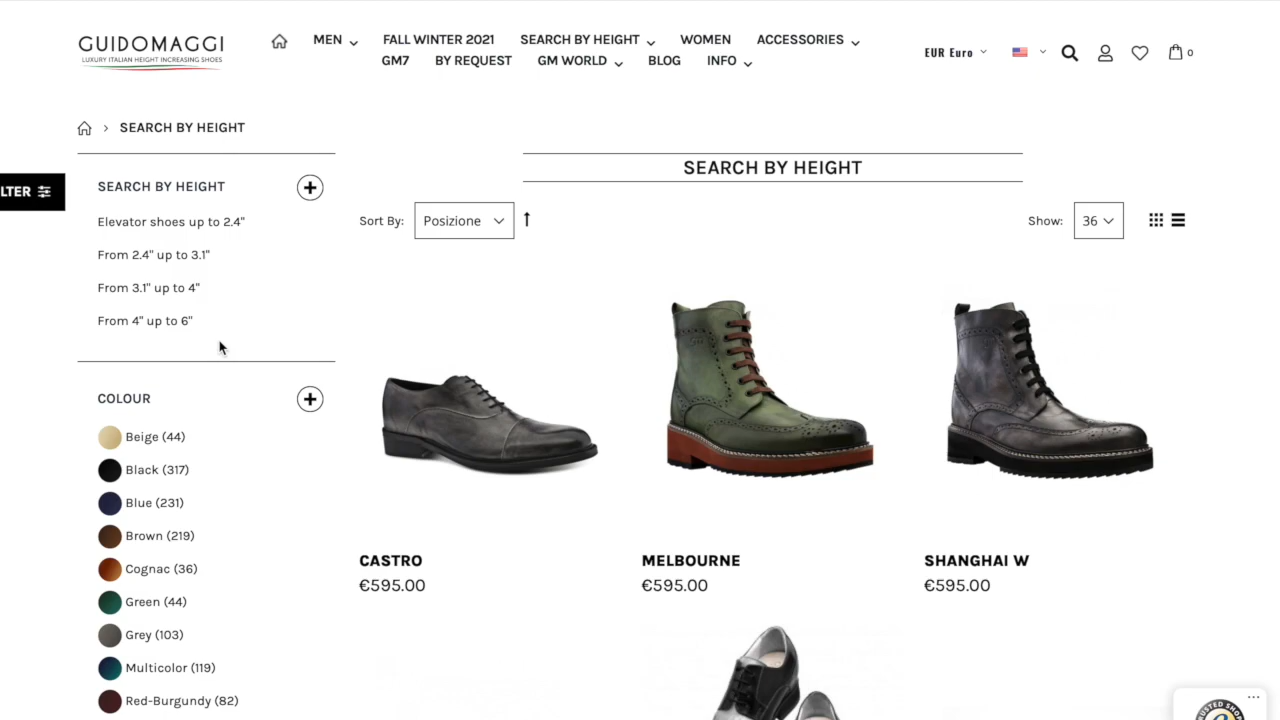 GUIDOMAGGI
LUXURY ITALIAN HEIGHT INCREASING SHOES
MEN
FALL WINTER 2021
SEARCH BY HEIGHT
WOMEN
ACCESSORIES
GM7
BY REQUEST
GM WORLD
BLOG
INFO
EUR Euro
0
SEARCH BY HEIGHT
LTER
SEARCH BY HEIGHT
Elevator shoes up to 2.4"
From 2.4" up to 3.1"
From 3.1" up to 4"
From 4" up to 6"
COLOUR
Beige (44)
Black (317)
Blue (231)
Brown (219)
Cognac (36)
Green (44)
Grey (103)
Multicolor (119)
Red-Burgundy (82)
SEARCH BY HEIGHT
Sort By: Posizione
Show: 36
CASTRO
€595.00
MELBOURNE
€595.00
SHANGHAI W
€595.00